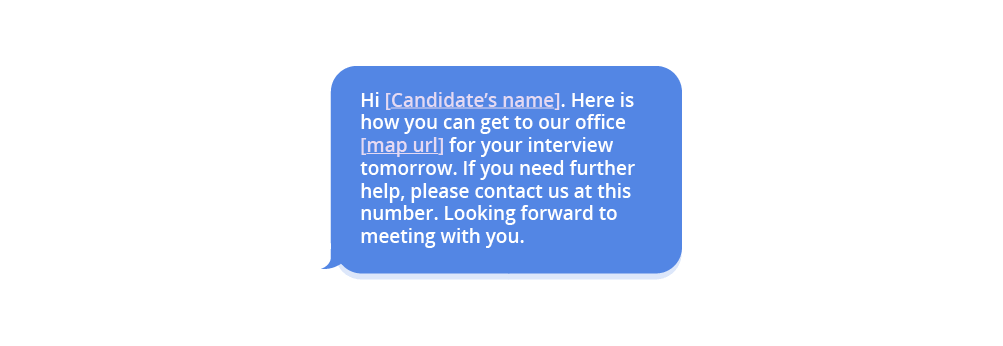 Hi [Candidate’s name]. Here is
how you can get to our office
[map url] for your interview
tomorrow. If you need further
help, please contact us at this
number. Looking forward to
meeting with you.